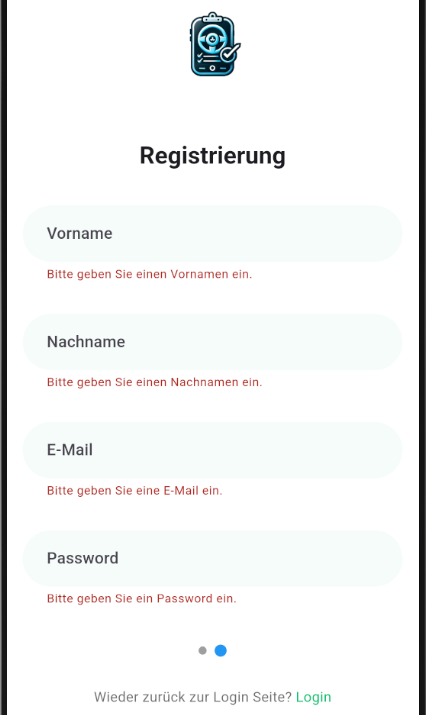 Registrierung
Vorname
Bitte geben Sie einen Vornamen ein.
Nachname
Bitte geben Sie einen Nachnamen ein.
E-Mail
Bitte geben Sie eine E-Mail ein.
Password
Bitte geben Sie ein Password ein.
Wieder zurück zur Login Seite? Login